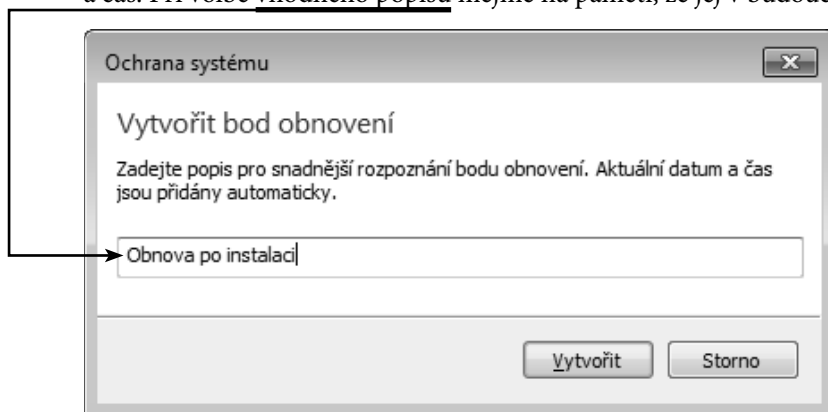 a čas. Při volbě vhodného popisu mějme na paměti, že jej v budouc
Ochrana systému
Vytvořit bod obnovení
Zadejte popis pro snadnější rozpoznání bodu obnovení. Aktuální datum a čas
jsou přidány automaticky.
Obnova po instalaci
Vytvořit Storno